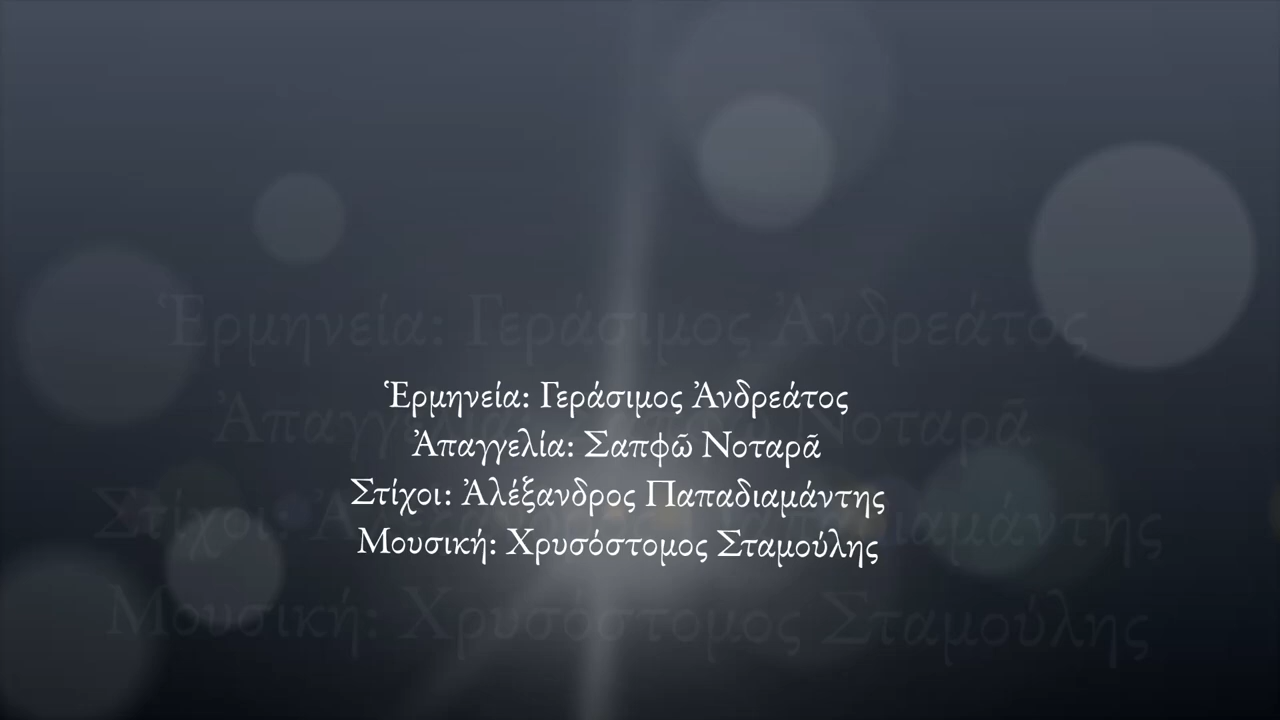 Ἑρμηνεία: Γεράσιμος Ἀνδρεάτος
Ἀπαγγελία: Σαπφῶ Νοταρᾶ
Στίχοι: Ἀλέξανδρος Παπαδιαμάντης
Μουσική: Χρυσόστομος Σταμούλης